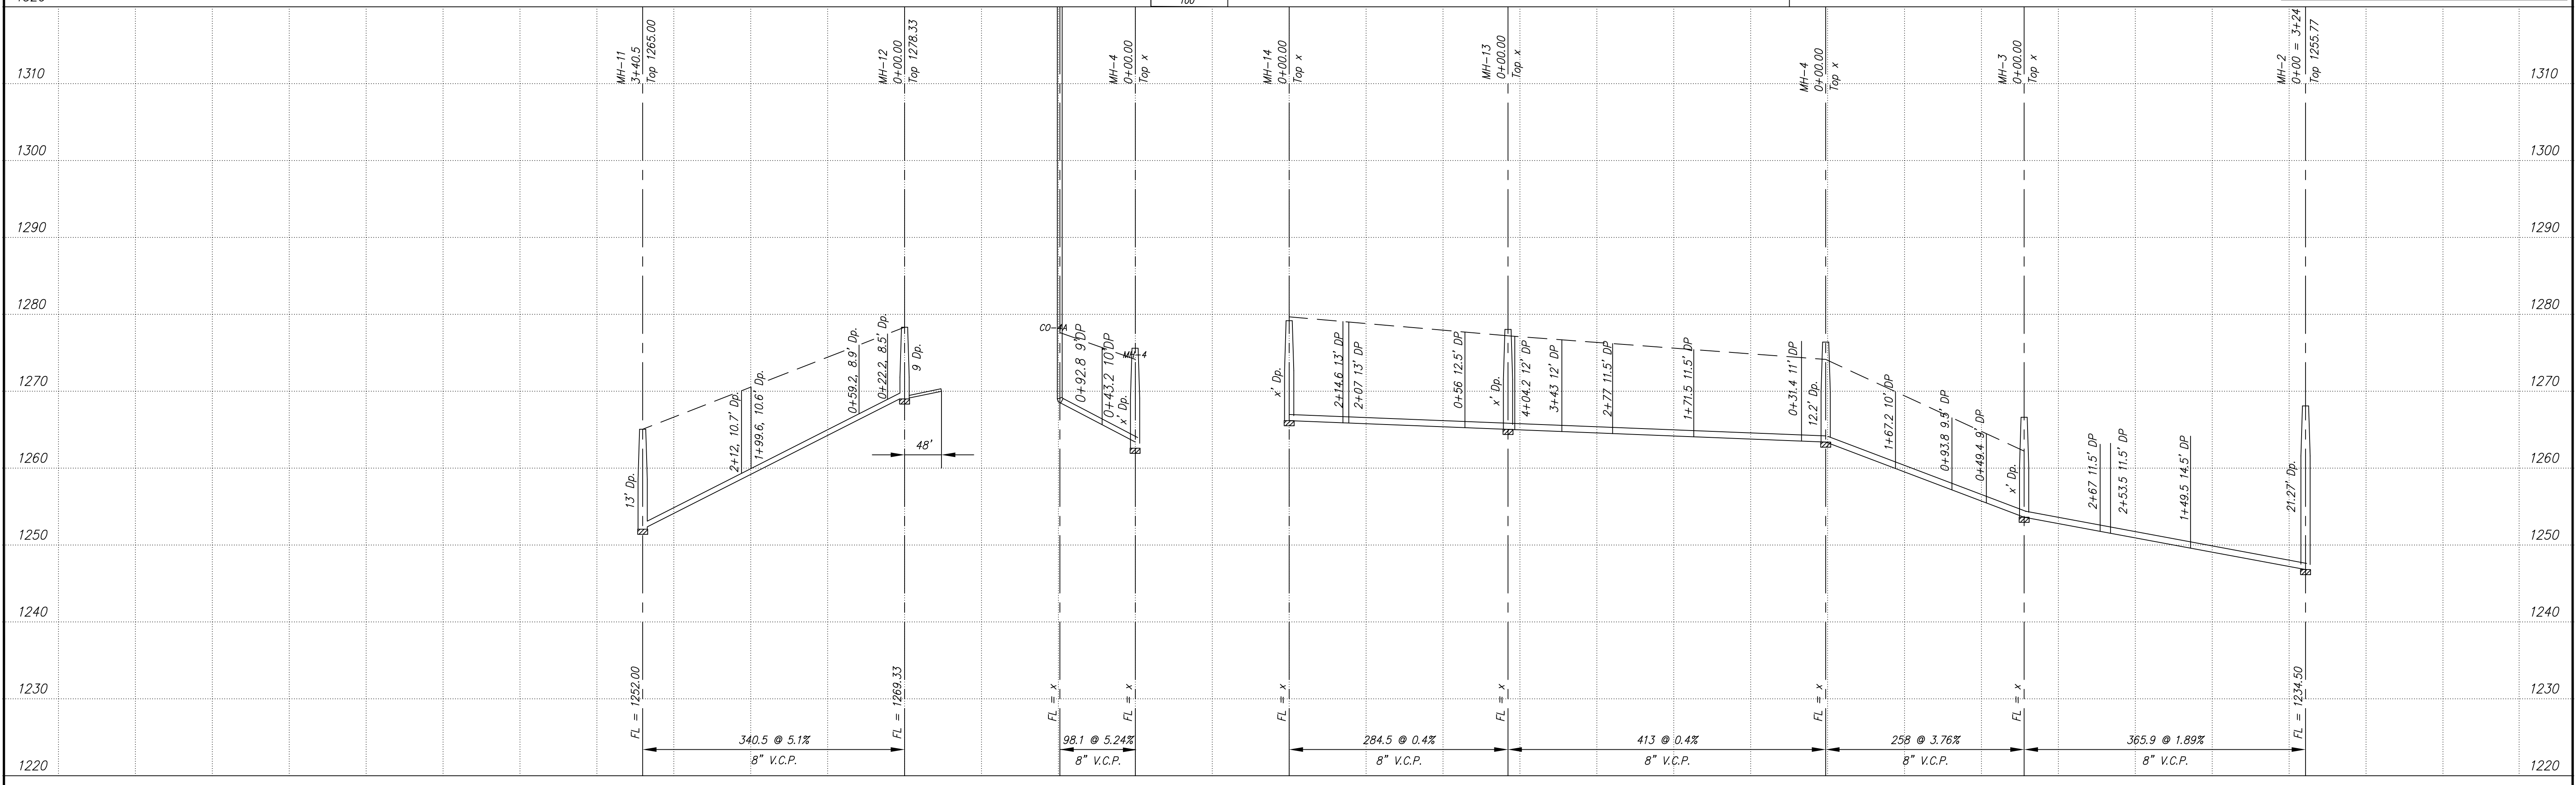 100
1310
1300
1290
1280
1270
1260
1250
1240
1230
1220
MH-11
3+40.5
Top 1265.00
MH-12
0+00.00
Top 1278.33
MH-4
0+00.00
Top x
MH-14
0+00.00
Top x
MH-13
0+00.00
Top x
MH-4
0+00.00
Top x
MH-3
0+00.00
Top x
MH-2
0+00 = 3+24
Top 1255.77
13' Dp.
2+12, 10.7' Dp.
1+99.6, 10.6' Dp.
0+59.2, 8.9' Dp.
0+22.2, 8.5' Dp.
9 Dp.
48'
CO-4A
0+92.8 9'DP
0+43.2 10'DP
x' Dp.
MH-4
x' Dp.
2+14.6 13' DP
2+07 13' DP
0+56 12.5' DP
x' Dp.
4+04.2 12' DP
3+43 12' DP
2+77 11.5' DP
1+71.5 11.5' DP
0+31.4 11' DP
12.2' Dp.
1+67.2 10' DP
0+93.8 9.5' DP
0+49.4 9' DP
x' Dp.
2+67 11.5' DP
2+53.5 11.5' DP
1+49.5 14.5' DP
21.27' Dp.
FL = 1252.00
FL = 1269.33
FL = x
FL = x
FL = x
FL = x
FL = x
FL = x
FL = 1234.50
340.5 @ 5.1%
8" V.C.P.
98.1 @ 5.24%
8" V.C.P.
284.5 @ 0.4%
8" V.C.P.
413 @ 0.4%
8" V.C.P.
258 @ 3.76%
8" V.C.P.
365.9 @ 1.89%
8" V.C.P.
1310
1300
1290
1280
1270
1260
1250
1240
1230
1220